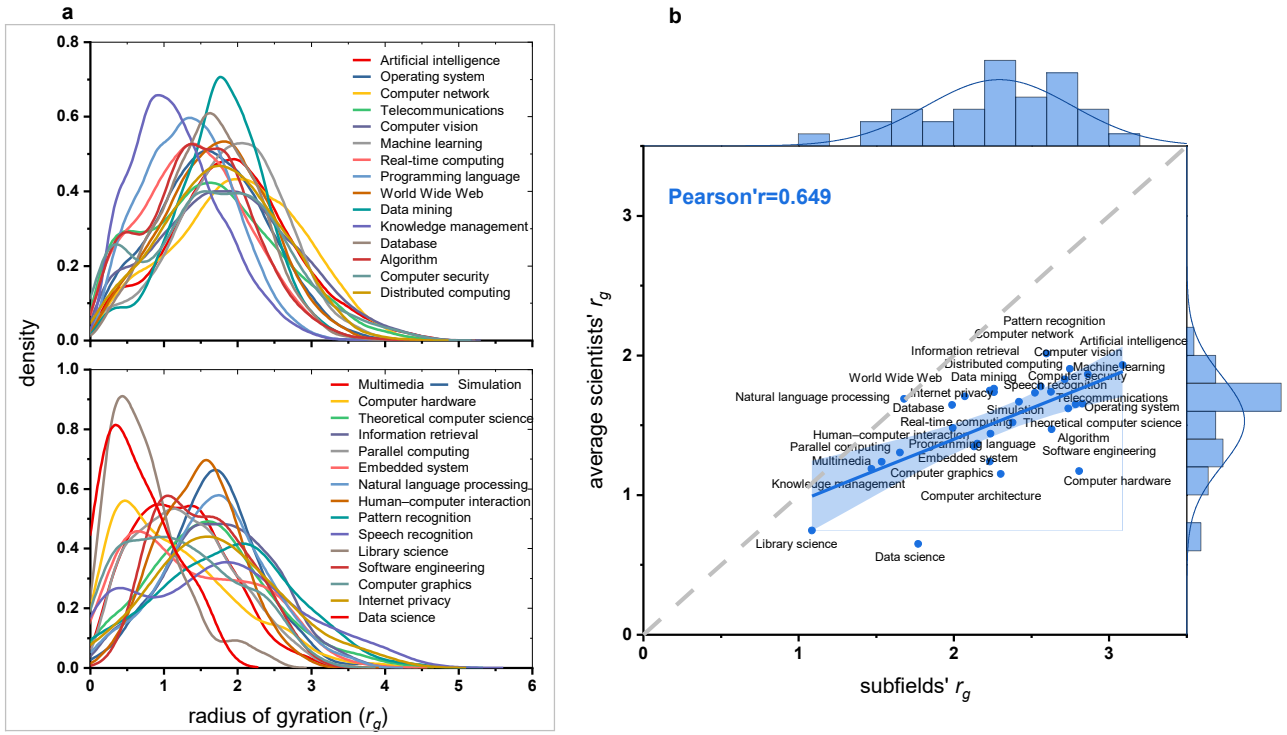 a
density
0.8
0.6
0.4
0.2
0.0
Artificial intelligence
Operating system
Computer network
Telecommunications
Computer vision
Machine learning
Real-time computing
Programming language
World Wide Web
Data mining
Knowledge management
Database
Algorithm
Computer security
Distributed computing
1.0
0.8
0.6
0.4
0.2
0.0
Multimedia Simulation
Computer hardware
Theoretical computer science
Information retrieval
Parallel computing
Embedded system
Natural language processing
Human–computer interaction
Pattern recognition
Speech recognition
Library science
Software engineering
Computer graphics
Internet privacy
Data science
0 1 2 3 4 5 6
radius of gyration (rg)
b
Pearson'r=0.649
average scientists' rg
3
2
1
0
Pattern recognition
Computer network
Artificial intelligence
Information retrieval
Computer vision
Distributed computing
Machine learning
World Wide Web
Data mining
Computer security
Speech recognition
Natural language processing
Internet privacy
Telecommunications
Database
Simulation
Operating system
Real-time computing
Theoretical computer science
Human–computer interaction
Algorithm
Parallel computing
Programming language
Software engineering
Multimedia
Embedded system
Computer graphics
Computer hardware
Knowledge management
Computer architecture
Library science
Data science
0 1 2 3
subfields' rg